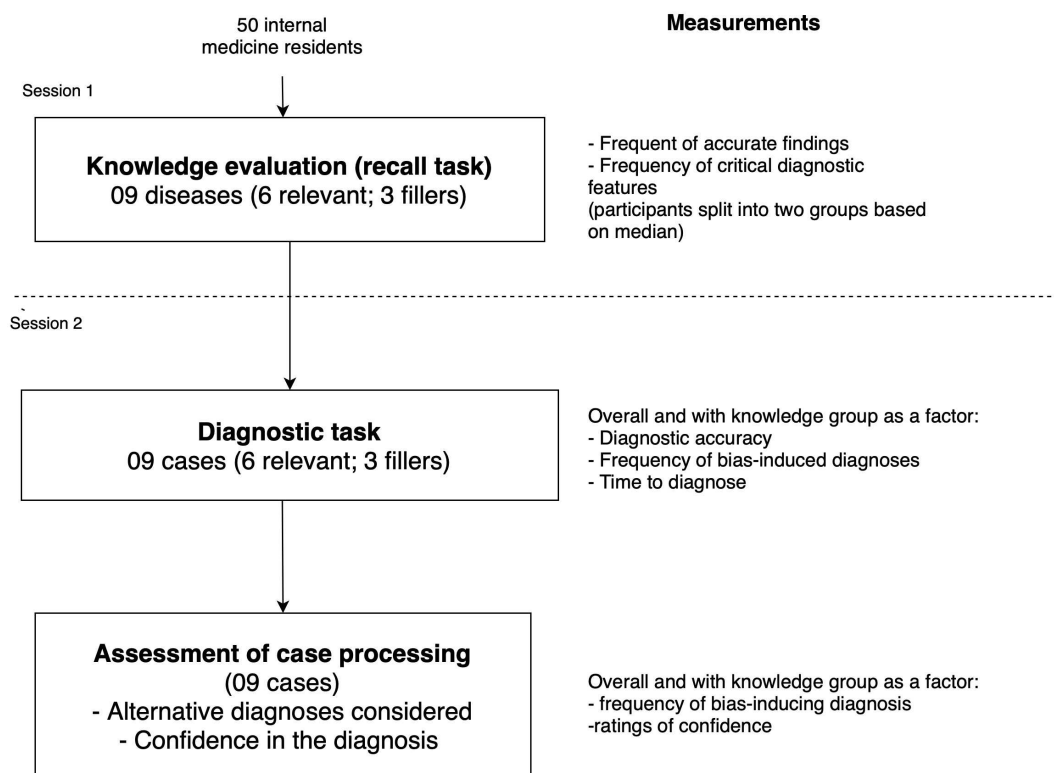 50 internal
medicine residents
Measurements
Session 1
Knowledge evaluation (recall task)
09 diseases (6 relevant; 3 fillers)
- Frequent of accurate findings
- Frequency of critical diagnostic
features
(participants split into two groups based
on median)
`
Session 2
Diagnostic task
09 cases (6 relevant; 3 fillers)
Overall and with knowledge group as a factor:
- Diagnostic accuracy
- Frequency of bias-induced diagnoses
- Time to diagnose
Assessment of case processing
(09 cases)
- Alternative diagnoses considered
- Confidence in the diagnosis
Overall and with knowledge group as a factor:
- frequency of bias-inducing diagnosis
-ratings of confidence